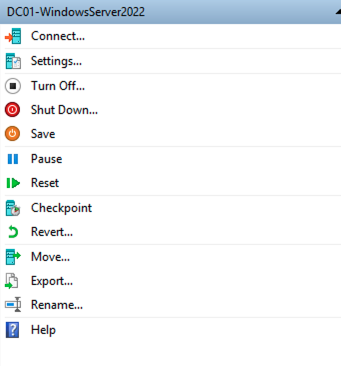 DC01-WindowsServer2022
Connect...
Settings...
Turn Off...
Shut Down...
Save
Pause
Reset
Checkpoint
Revert...
Move...
Export...
Rename...
Help